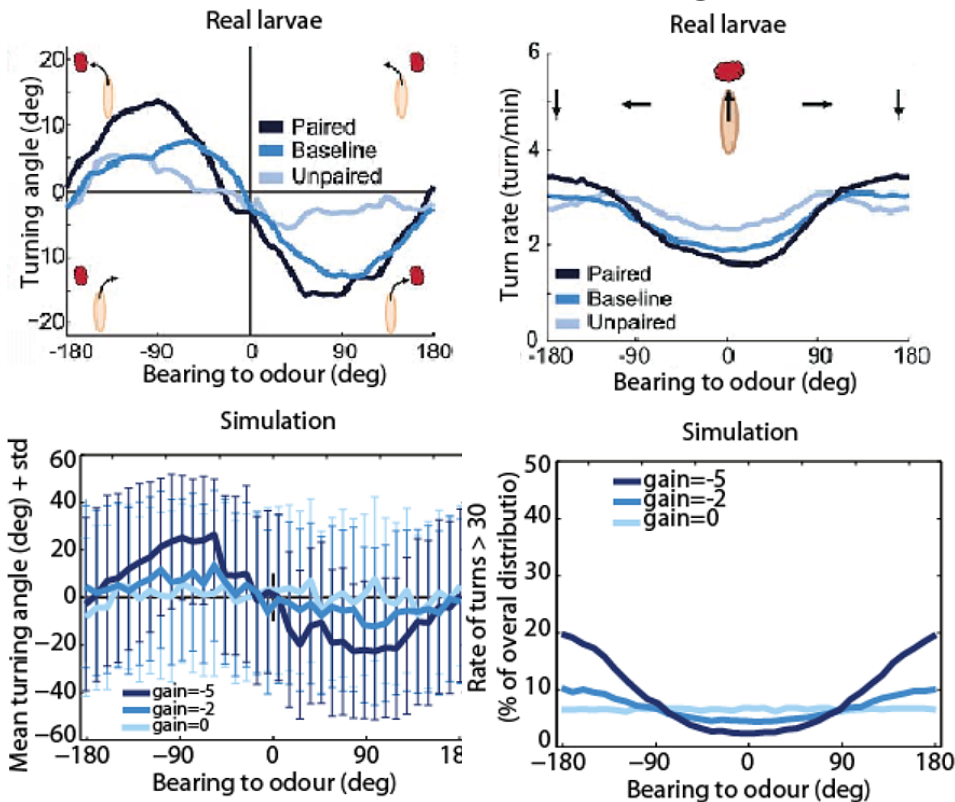 Real larvae
Turning angle (deg)
20
10
0
-10
-20
Paired
Baseline
Unpaired
-180 -90 0 90 180
Bearing to odour (deg)
Real larvae
Turn rate (turn/min)
6
4
2
0
Paired
Baseline
Unpaired
-180 -90 0 90 180
Bearing to odour (deg)
Simulation
Mean turning angle (deg) + std
60
40
20
0
−20
−40
−60
gain=-5
gain=-2
gain=0
-180 -90 0 90 180
Bearing to odour (deg)
Simulation
Rate of turns > 30
(% of overall distributio)
50
40
30
20
10
0
gain=-5
gain=-2
gain=0
−180 -90 0 90 180
Bearing to odour (deg)